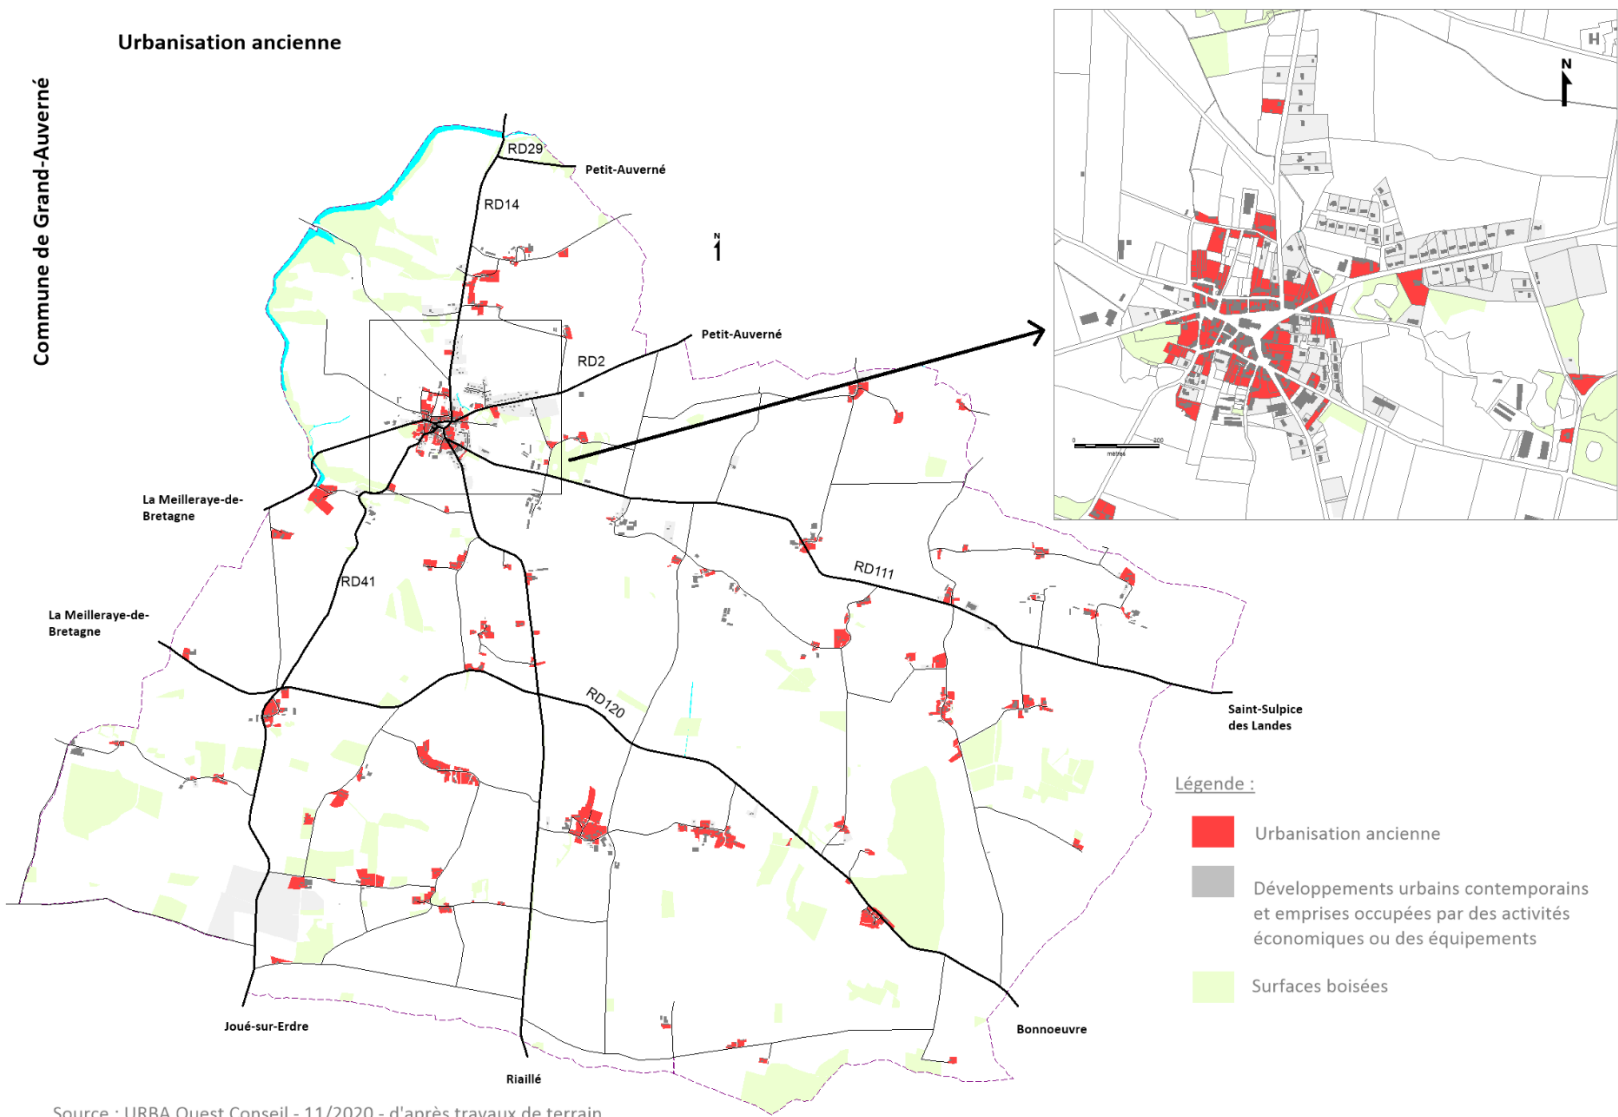 Urbanisation ancienne
Commune de Grand-Auverné
H
N
RD29
Petit-Auverné
RD14
N
Petit-Auverné
RD2
0
200
mètres
La Meilleraye-de-
Bretagne
RD41
RD111
La Meilleraye-de-
Bretagne
RD120
Saint-Sulpice
des Landes
Légende :
Urbanisation ancienne
Développements urbains contemporains
et emprises occupées par des activités
économiques ou des équipements
Surfaces boisées
Joué-sur-Erdre
Bonnoeuvre
Riaillé
Source : URBA Ouest Conseil - 11/2020 - d'après travaux de terrain